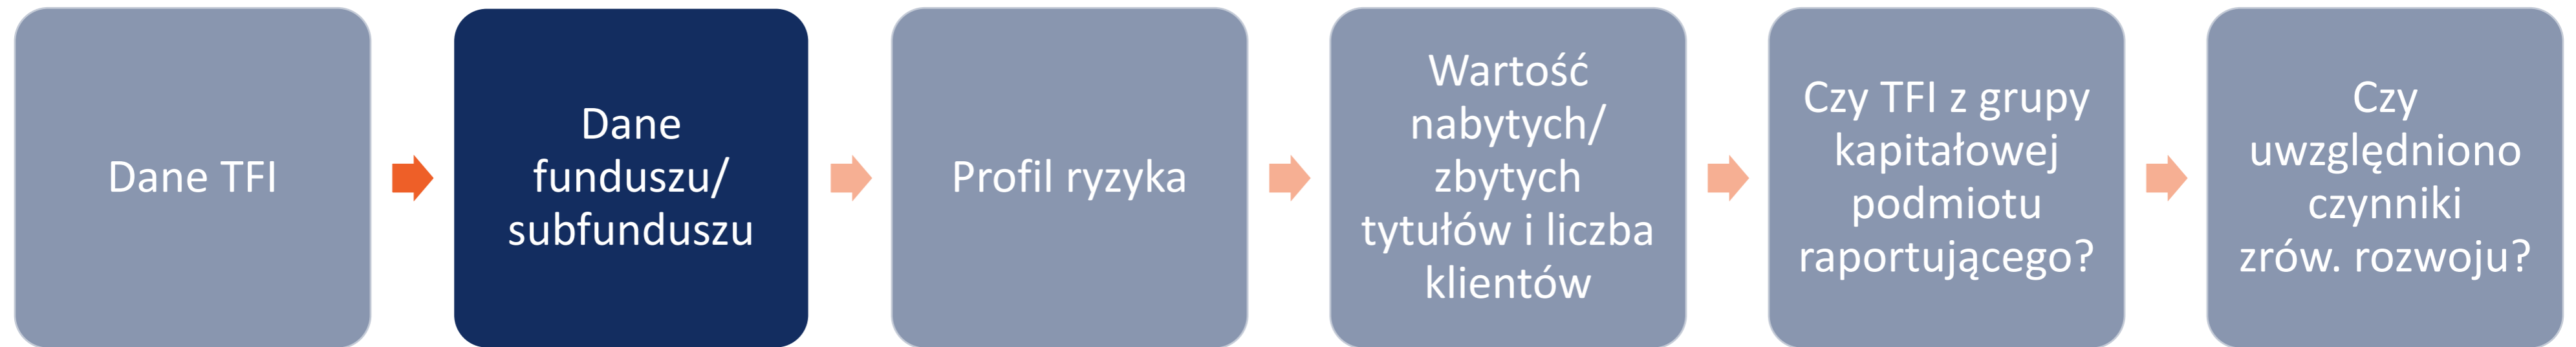 Dane TFI
Dane
funduszu/
subfunduszu
Profil ryzyka
Wartość
nabytych/
zbytych
tytułów i liczba
klientów
Czy TFI z grupy
kapitałowej
podmiotu
raportującego?
Czy
uwzględniono
czynniki
zrów. rozwoju?